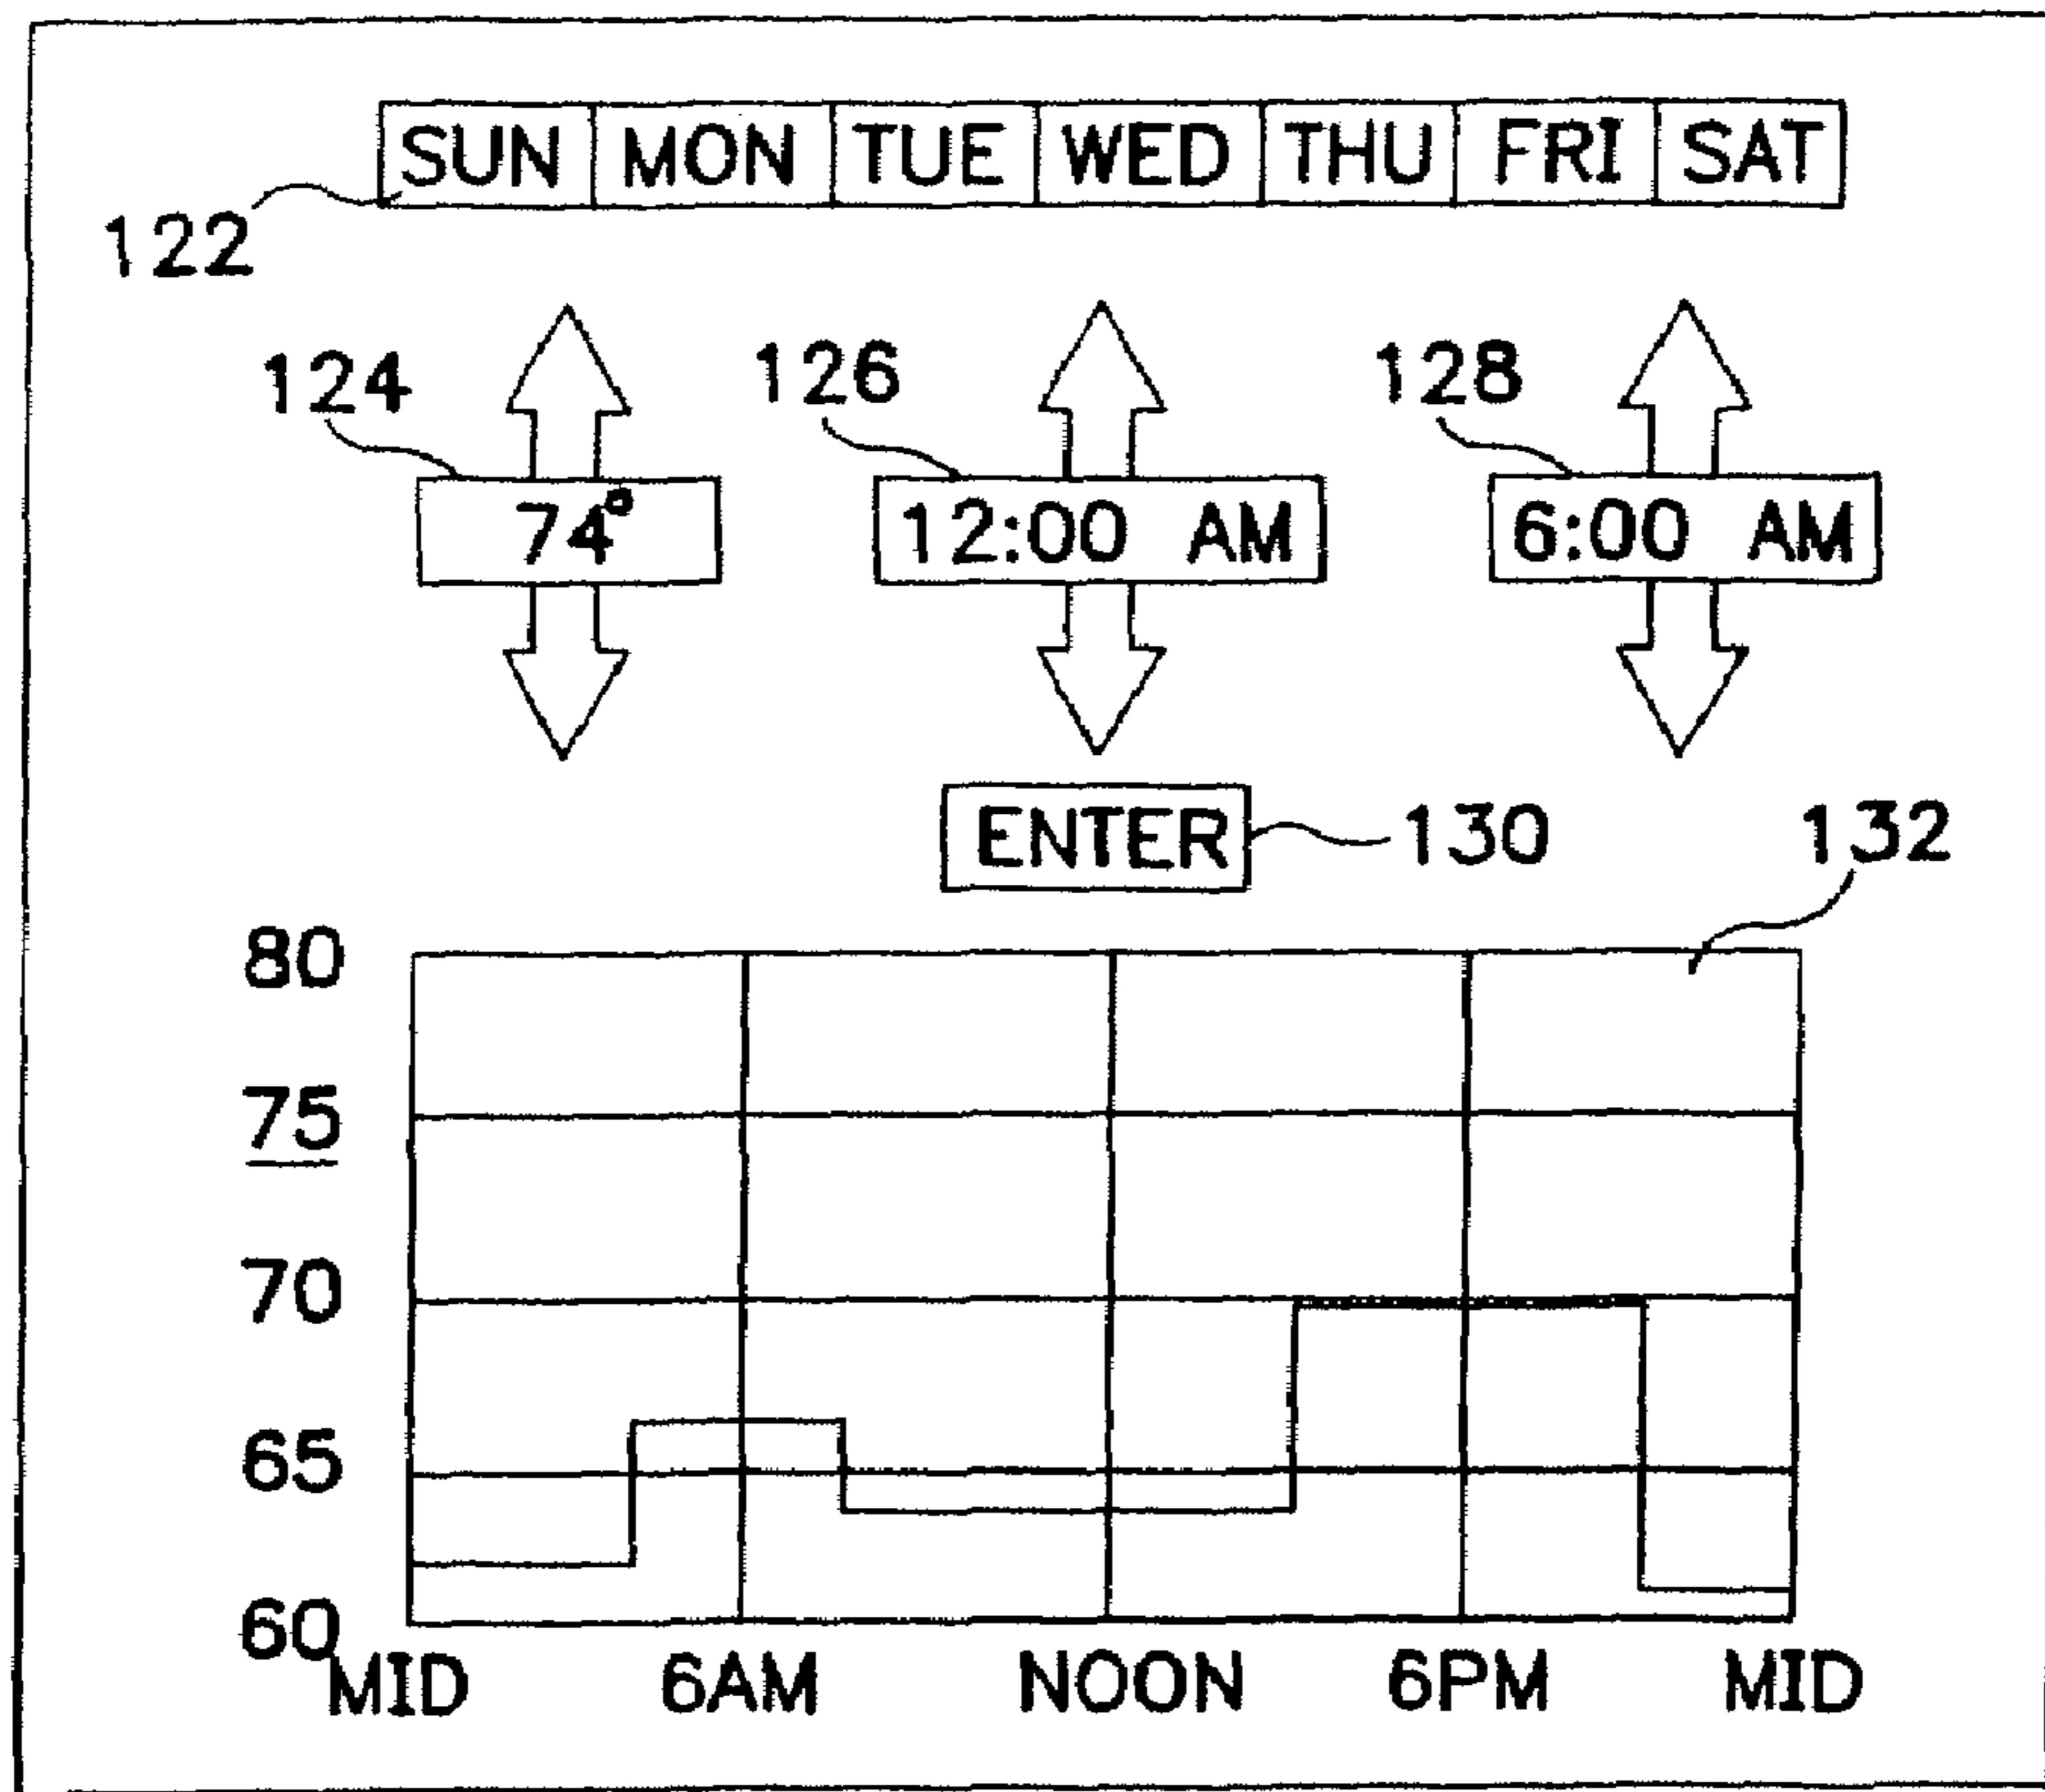 SUN MON TUE WED THU FRI SAT
122
124 126 128
74° 12:00 AM 6:00 AM
ENTER 130 132
80
75
70
65
60
MID 6AM NOON 6PM MID